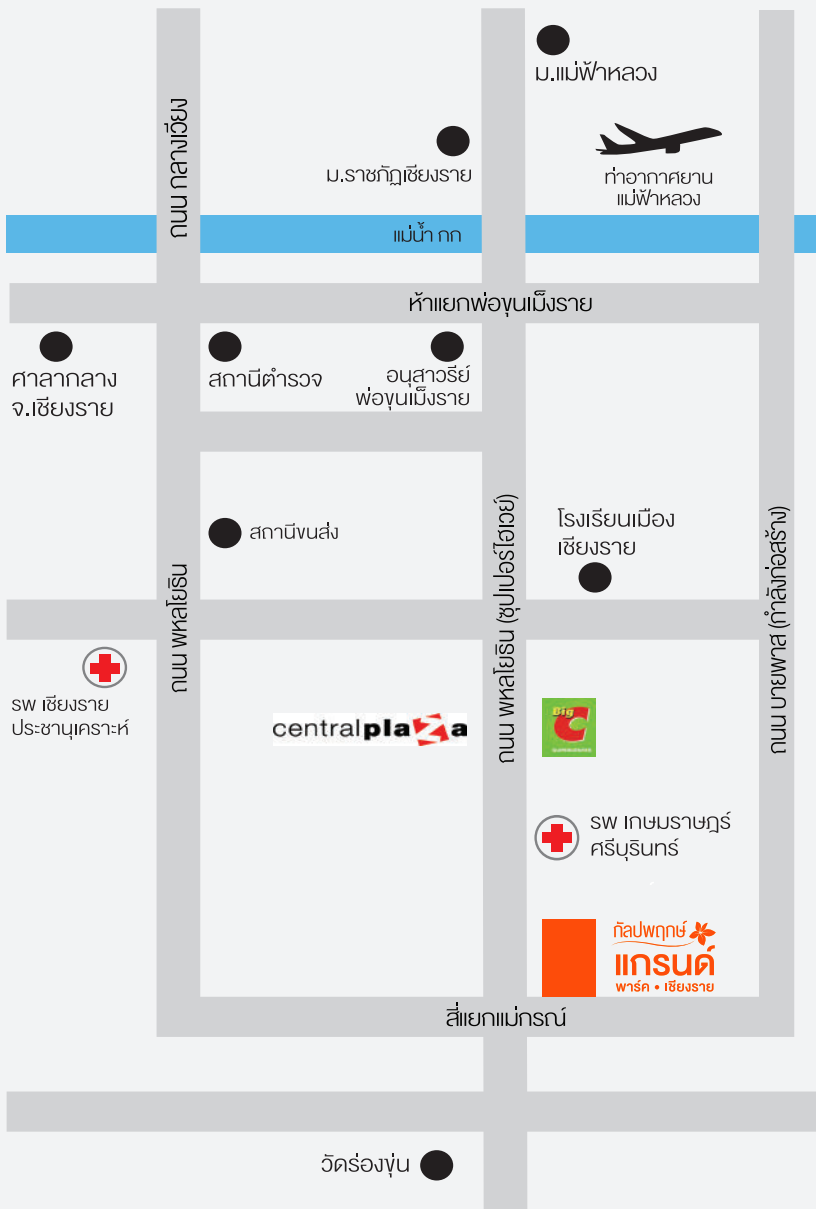 ม.แม่ฟ้าหลวง
ถนน กลางเวียง
ม.ราชภัฏเชียงราย
ท่าอากาศยาน
แม่ฟ้าหลวง
แม่น้ำ กก
ห้าแยกพ่อขุนเม็งราย
ศาลากลาง
จ.เชียงราย
สถานีตำรวจ
อนุสาวรีย์
พ่อขุนเม็งราย
สถานีขนส่ง
โรงเรียนเมือง
เชียงราย
ถนน พหลโยธิน
ถนน พหลโยธิน (ซุปเปอร์ไฮเวย์)
ถนน บายพาส (กำลังก่อสร้าง)
รพ เชียงราย
ประชานุเคราะห์
centralplaza
Big
C
รพ เกษมราษฎร์
ศรีบุรินทร์
กัลปพฤกษ์
แกรนด์
พาร์ค • เชียงราย
สี่แยกแม่กรณ์
วัดร่องขุ่น